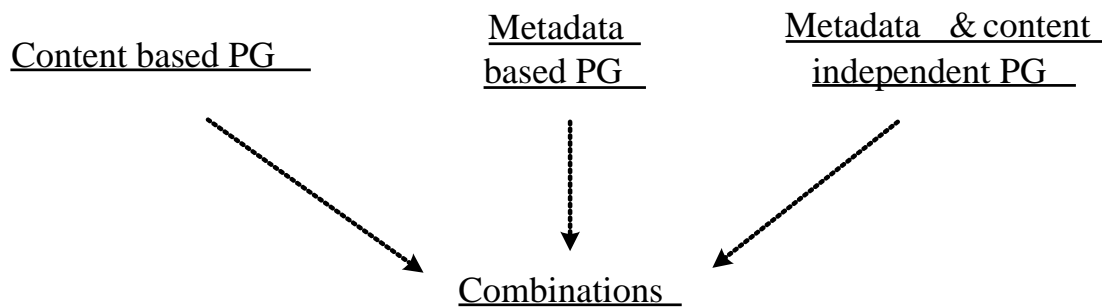 Content based PG
Metadata
based PG
Metadata & content
independent PG
Combinations